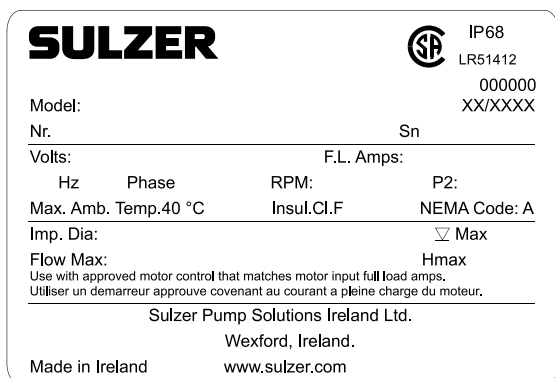 SULZER
SA
IP68
LR51412
000000
Model: XX/XXXX
Nr. Sn
Volts: F.L. Amps:
Hz Phase RPM: P2:
Max. Amb. Temp.40 °C Insul.Cl.F NEMA Code: A
Imp. Dia: ▽ Max
Flow Max: Hmax
Use with approved motor control that matches motor input full load amps.
Utiliser un demarreur approuve covenant au courant a pleine charge du moteur.
Sulzer Pump Solutions Ireland Ltd.
Wexford, Ireland.
Made in Ireland www.sulzer.com